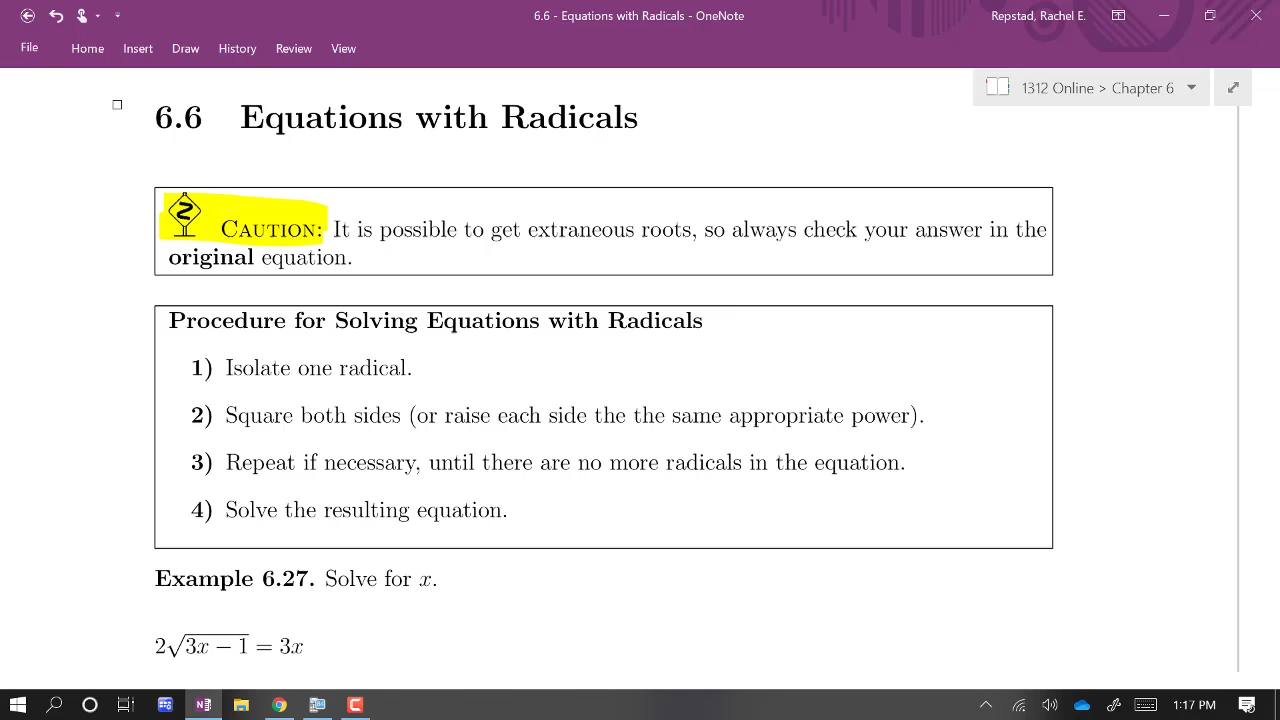 6.6 - Equations with Radicals - OneNote
Repstad, Rachel E.
File Home Insert Draw History Review View
1312 Online > Chapter 6
6.6 Equations with Radicals
CAUTION: It is possible to get extraneous roots, so always check your answer in the
original equation.
Procedure for Solving Equations with Radicals
1) Isolate one radical.
2) Square both sides (or raise each side the the same appropriate power).
3) Repeat if necessary, until there are no more radicals in the equation.
4) Solve the resulting equation.
Example 6.27. Solve for x.
2√(3x − 1) = 3x
1:17 PM